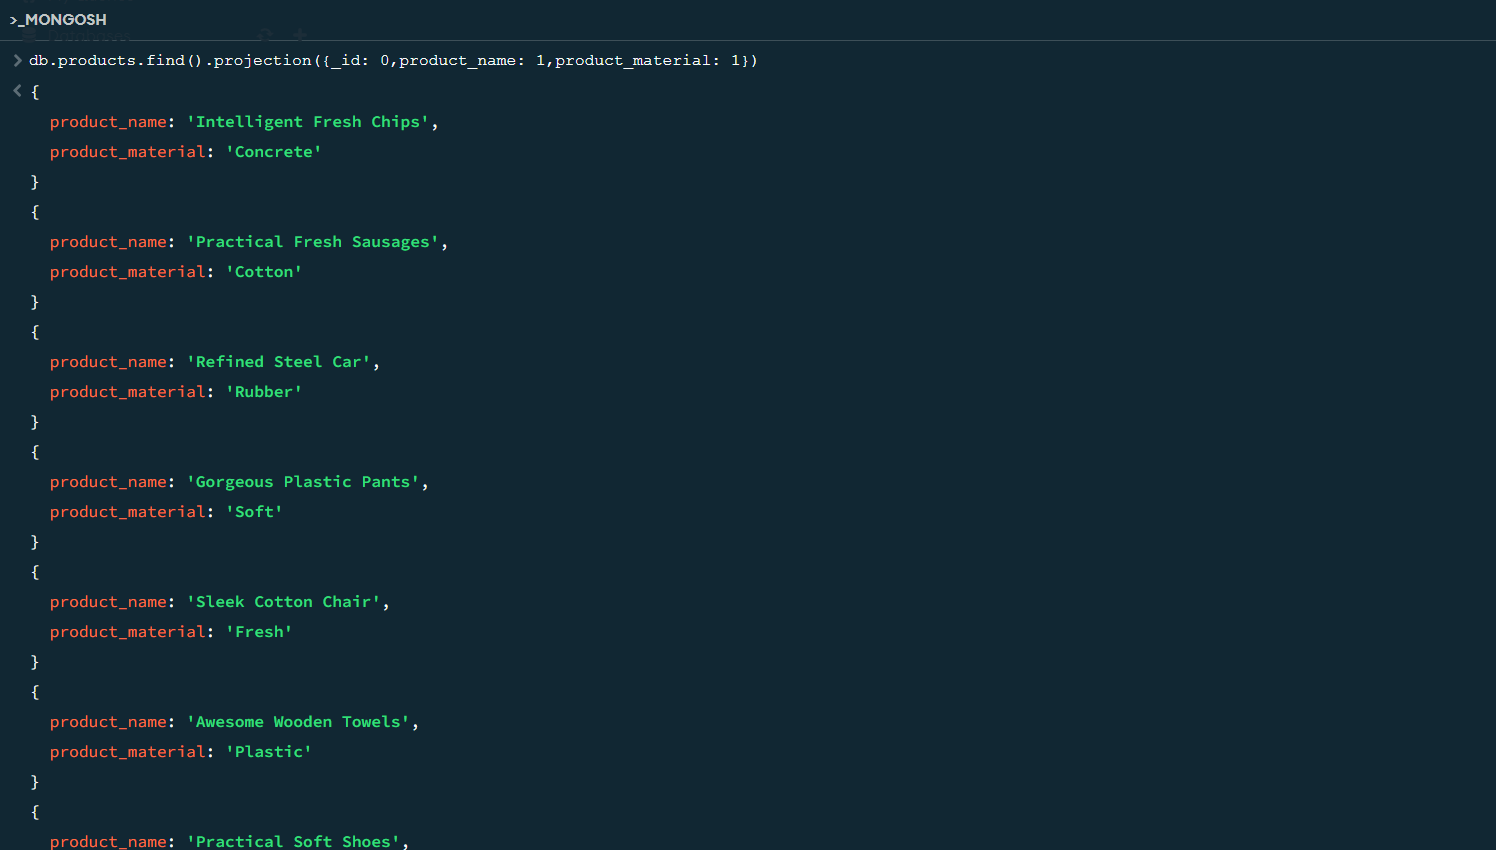 >_MONGOSH
> db.products.find().projection({_id: 0,product_name: 1,product_material: 1})
< {
product_name: 'Intelligent Fresh Chips',
product_material: 'Concrete'
}
{
product_name: 'Practical Fresh Sausages',
product_material: 'Cotton'
}
{
product_name: 'Refined Steel Car',
product_material: 'Rubber'
}
{
product_name: 'Gorgeous Plastic Pants',
product_material: 'Soft'
}
{
product_name: 'Sleek Cotton Chair',
product_material: 'Fresh'
}
{
product_name: 'Awesome Wooden Towels',
product_material: 'Plastic'
}
{
product_name: 'Practical Soft Shoes',